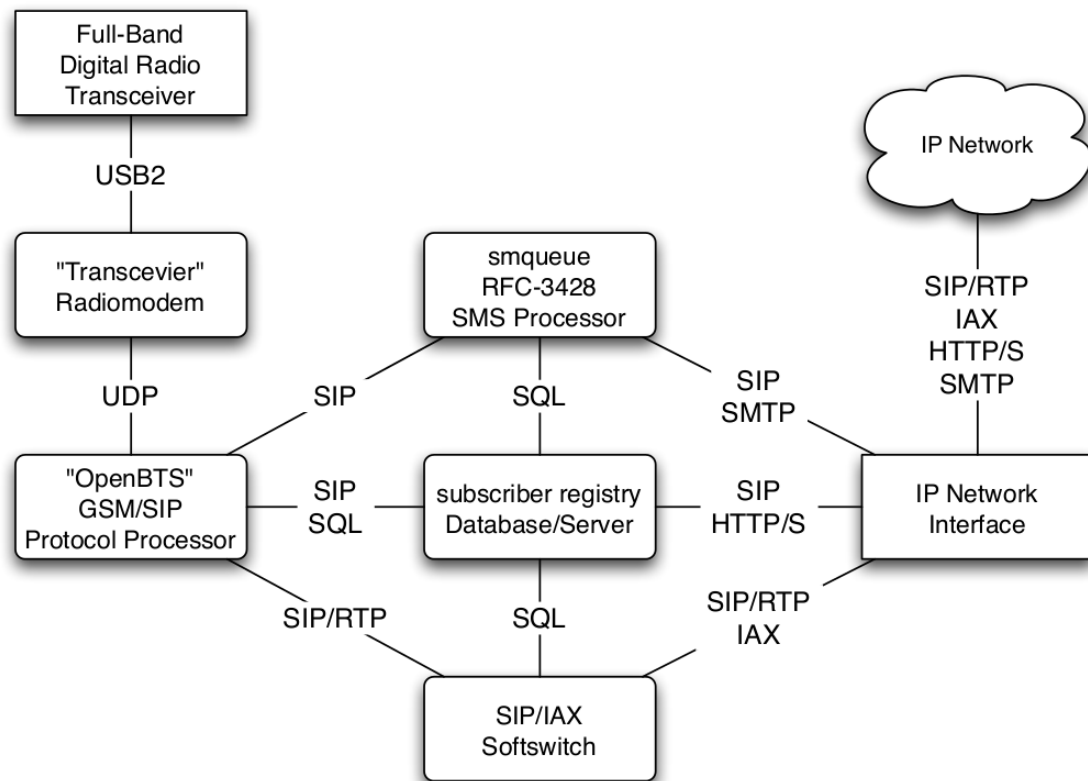 Full-Band
Digital Radio
Transceiver
USB2
"Transcevier"
Radiomodem
UDP
"OpenBTS"
GSM/SIP
Protocol Processor
smqueue
RFC-3428
SMS Processor
SIP
SQL
SIP
SMTP
SIP
SQL
subscriber registry
Database/Server
SIP
HTTP/S
SIP/RTP
SQL
SIP/RTP
IAX
SIP/IAX
Softswitch
IP Network
SIP/RTP
IAX
HTTP/S
SMTP
IP Network
Interface